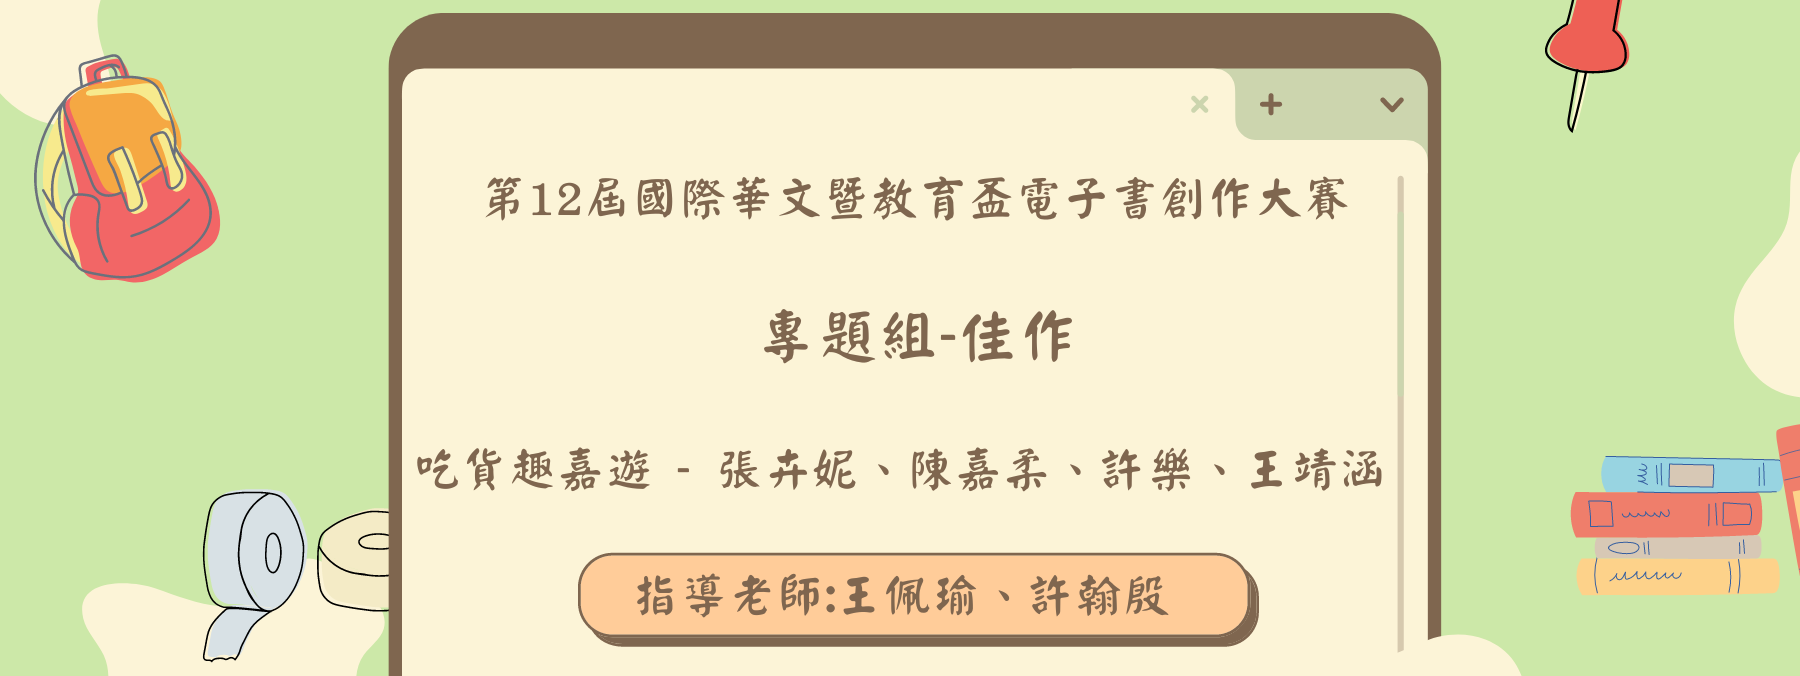 第12屆國際華文暨教育盃電子書創作大賽
專題組-佳作
吃貨趣嘉遊 - 張卉妮、陳嘉柔、許樂、王靖涵
指導老師:王佩瑜、許翰殷